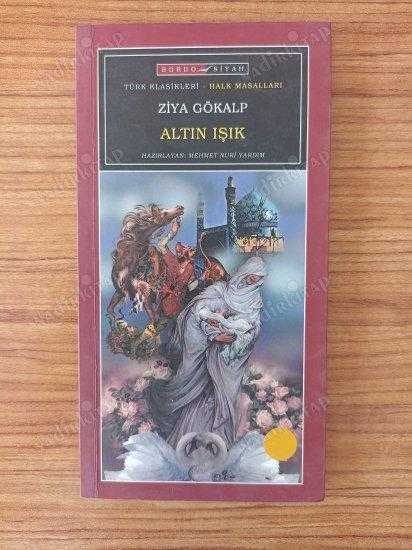 BORDO SİYAH
TÜRK KLASİKLERİ - HALK MASALLARI
ZİYA GÖKALP
ALTIN IŞIK
HAZIRLAYAN: MEHMET NURİ YARDIM